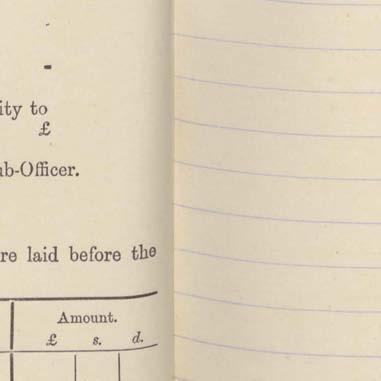 ity to
£
ub-Officer.
re laid before the
Amount.
£ s. d.